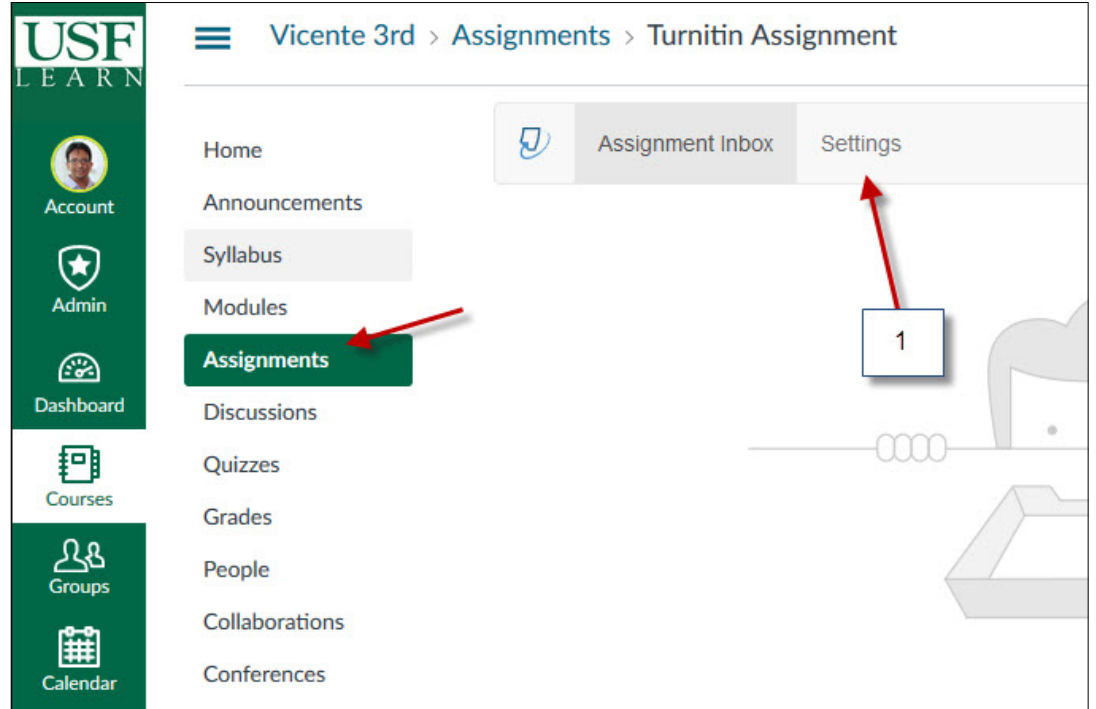 USF
LEARN
Vicente 3rd > Assignments > Turnitin Assignment
Account
Admin
Dashboard
Courses
Groups
Calendar
Home
Announcements
Syllabus
Modules
Assignments
Discussions
Quizzes
Grades
People
Collaborations
Conferences
Assignment Inbox Settings
1